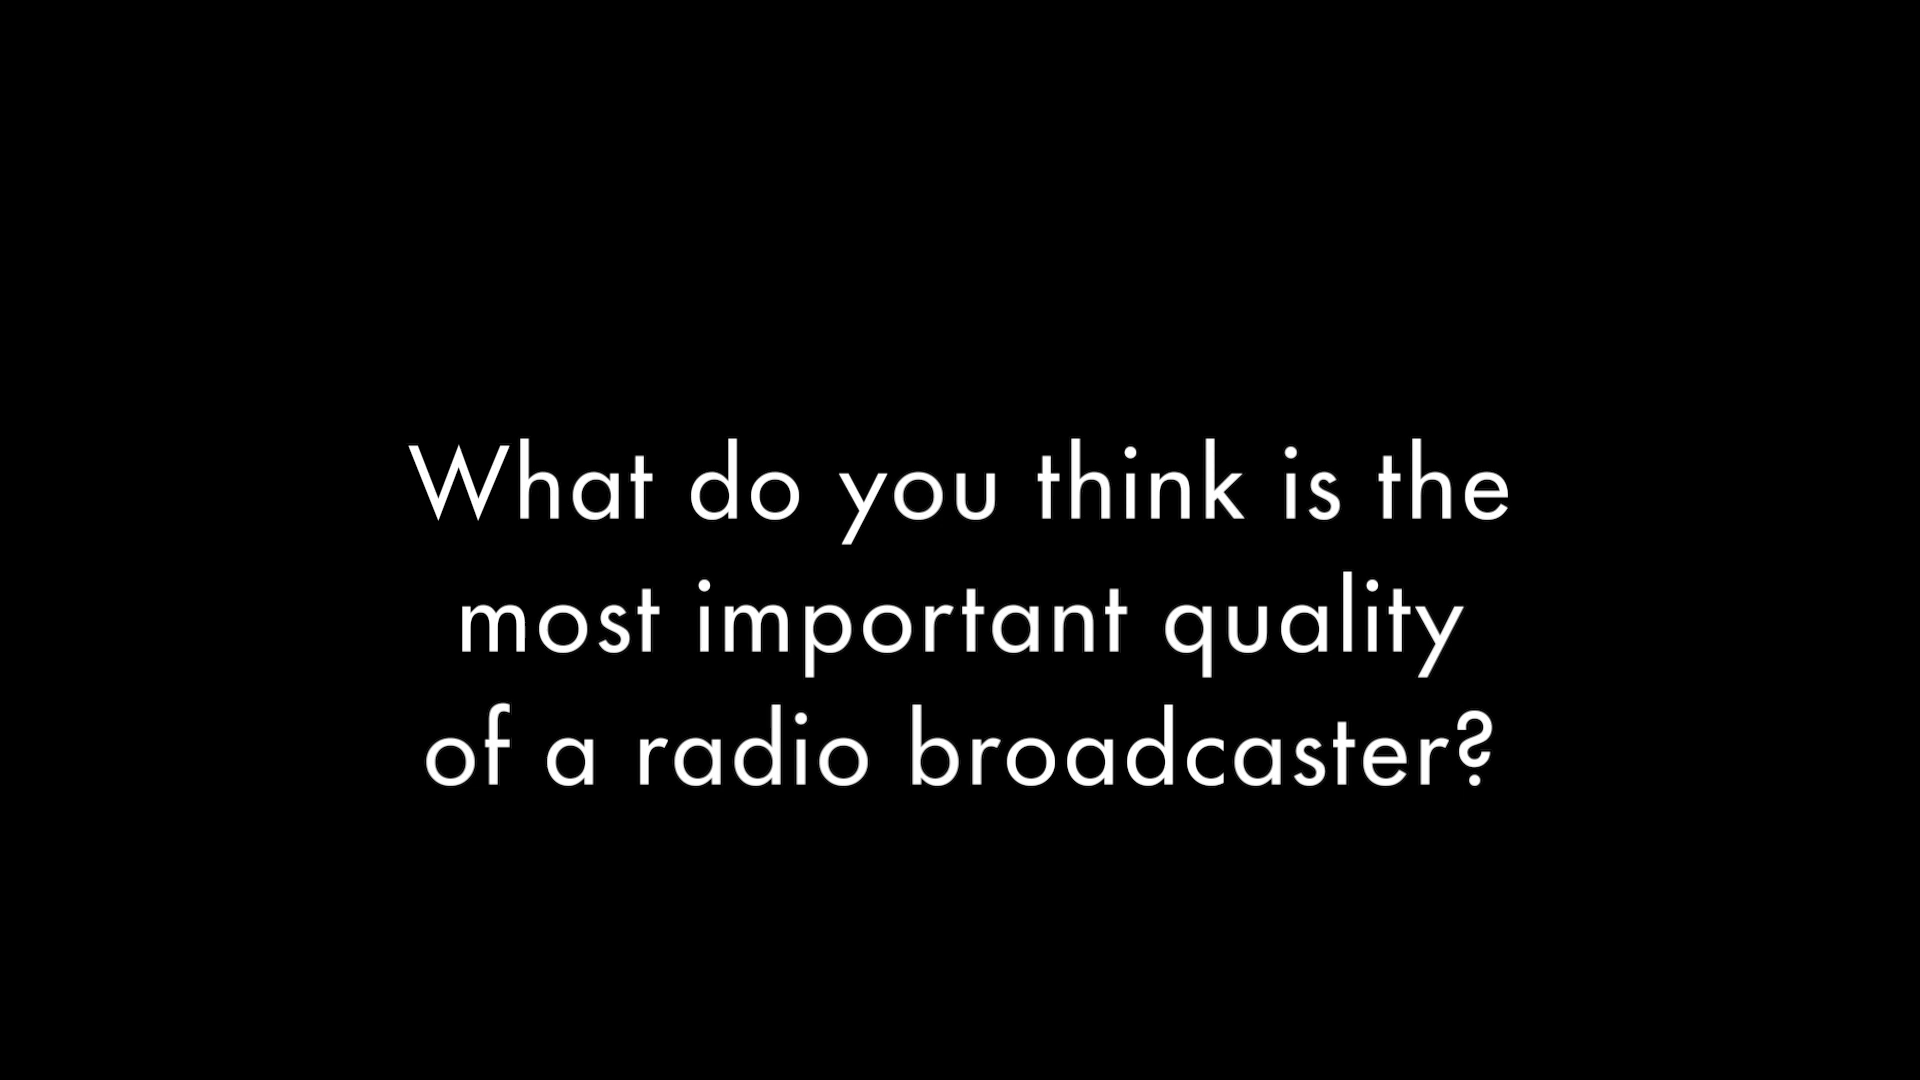 What do you think is the
most important quality
of a radio broadcaster?